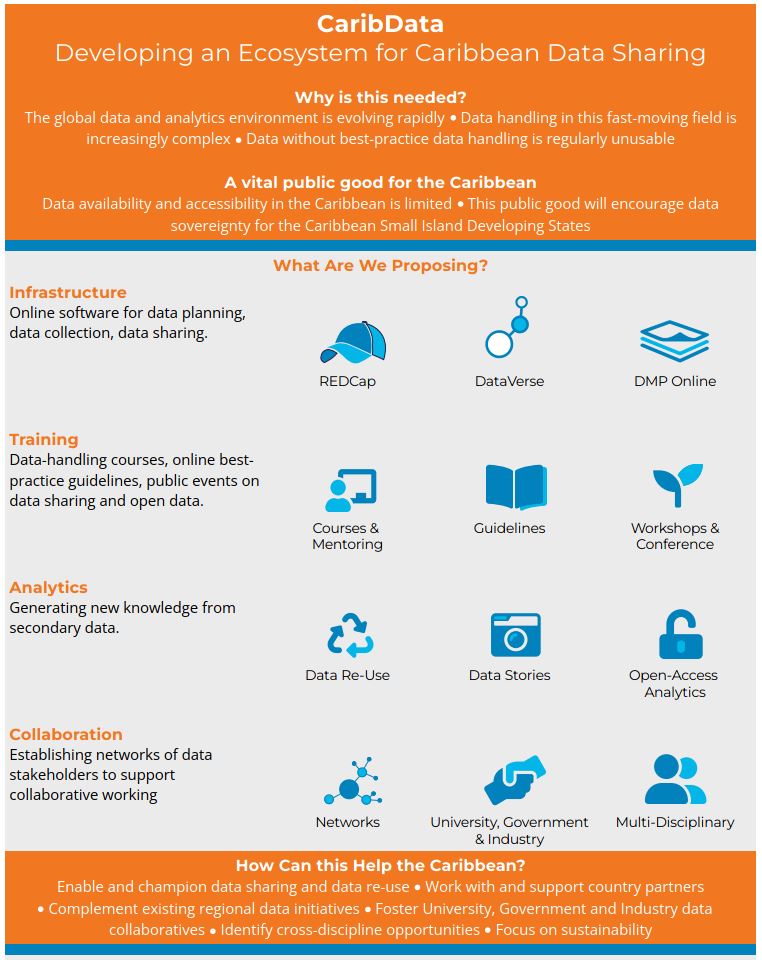 CaribData
Developing an Ecosystem for Caribbean Data Sharing
Why is this needed?
The global data and analytics environment is evolving rapidly • Data handling in this fast-moving field is
increasingly complex • Data without best-practice data handling is regularly unusable
A vital public good for the Caribbean
Data availability and accessibility in the Caribbean is limited • This public good will encourage data
sovereignty for the Caribbean Small Island Developing States
What Are We Proposing?
Infrastructure
Online software for data planning,
data collection, data sharing.
REDCap
DataVerse
DMP Online
Training
Data-handling courses, online best-
practice guidelines, public events on
data sharing and open data.
Courses &
Mentoring
Guidelines
Workshops &
Conference
Analytics
Generating new knowledge from
secondary data.
Data Re-Use
Data Stories
Open-Access
Analytics
Collaboration
Establishing networks of data
stakeholders to support
collaborative working
Networks
University, Government
& Industry
Multi-Disciplinary
How Can this Help the Caribbean?
Enable and champion data sharing and data re-use • Work with and support country partners
• Complement existing regional data initiatives • Foster University, Government and Industry data
collaboratives • Identify cross-discipline opportunities • Focus on sustainability